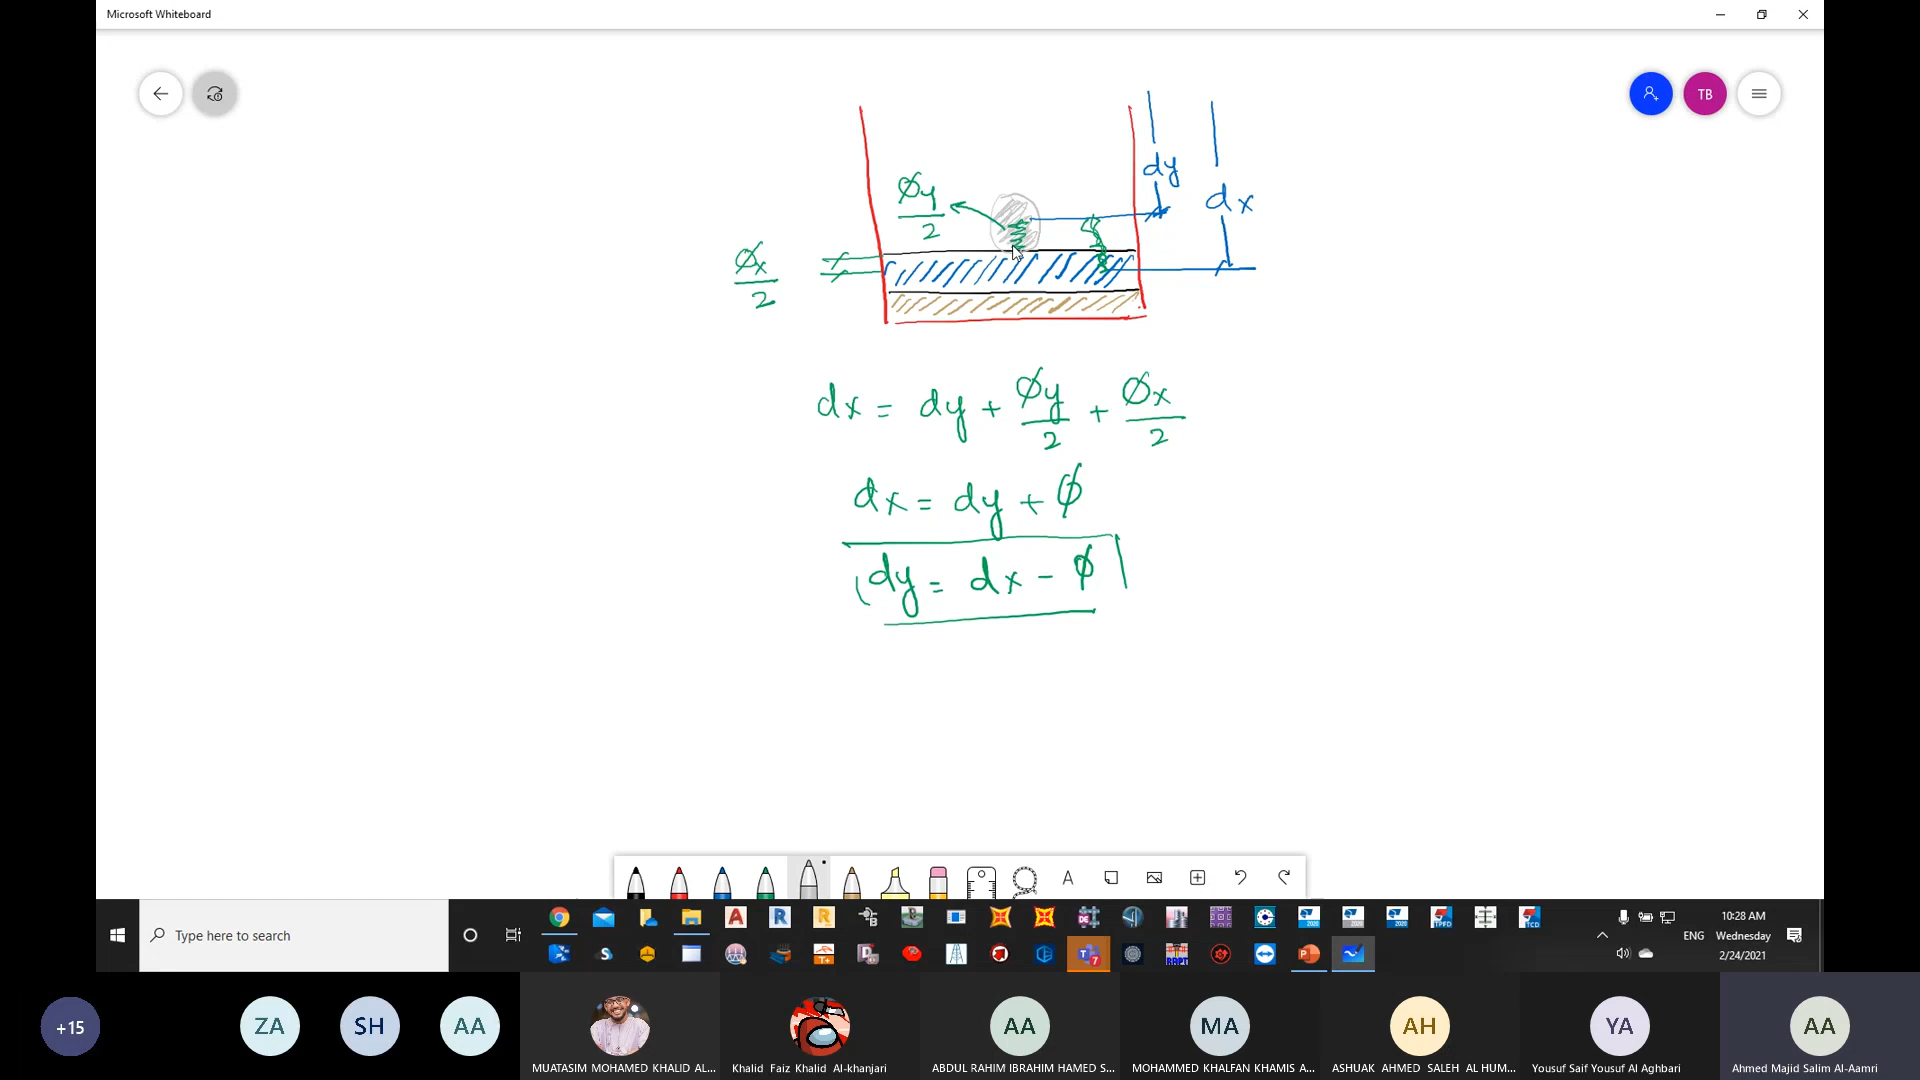 Microsoft Whiteboard
TB
dy
dx
øy
2
øx
2
dx = dy + øy/2 + øx/2
dx = dy + ø
dy = dx - ø
A
Type here to search
ENG
10:28 AM
Wednesday
2/24/2021
+15
ZA
SH
AA
AA
MA
AH
YA
AA
MUATASIM MOHAMED KHALID AL...
Khalid Faiz Khalid Al-khanjari
ABDUL RAHIM IBRAHIM HAMED S...
MOHAMMED KHALFAN KHAMIS A...
ASHUAK AHMED SALEH AL HUM...
Yousuf Saif Yousuf Al Aghbari
Ahmed Majid Salim Al-Aamri